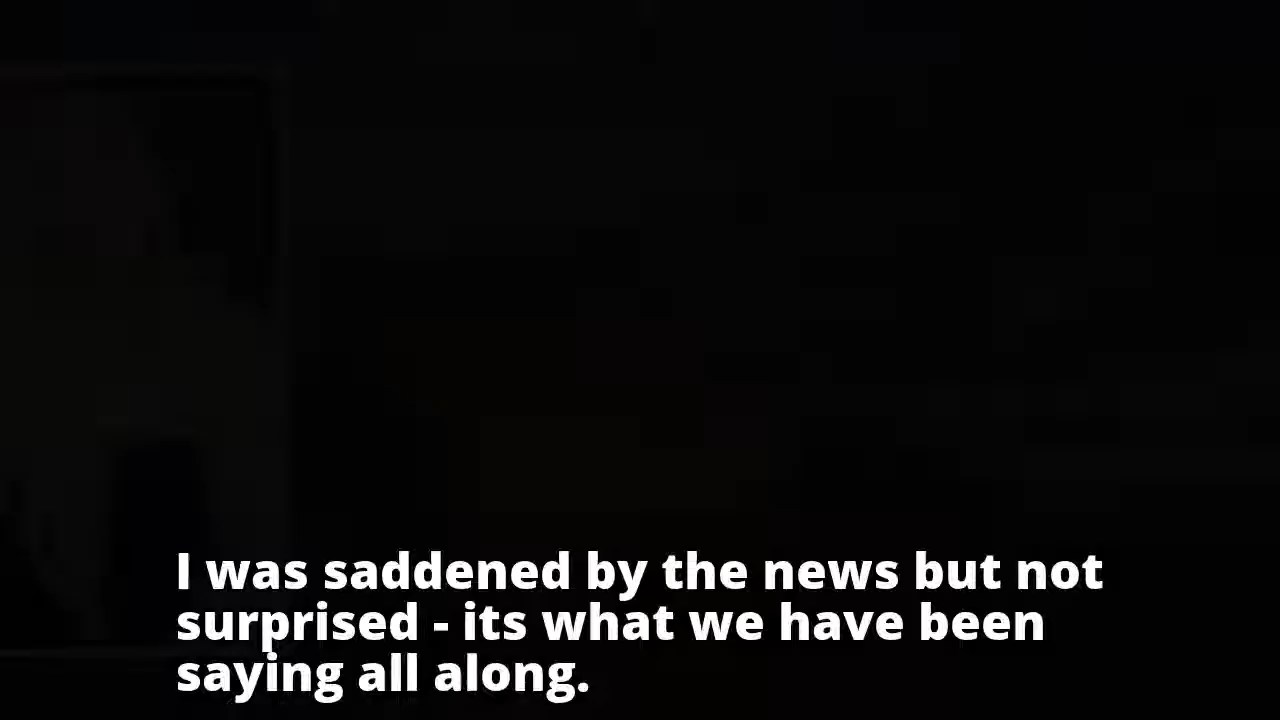 I was saddened by the news but not
surprised - its what we have been
saying all along.